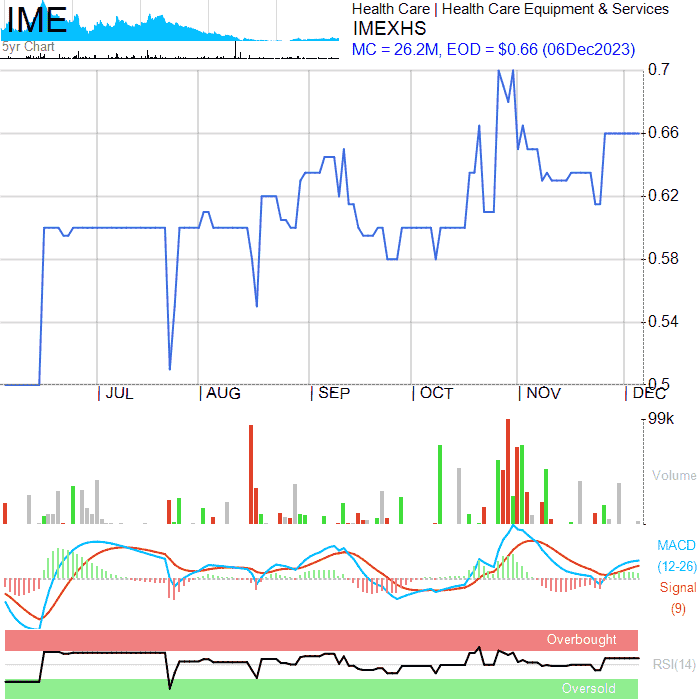 IME
5yr Chart
Health Care | Health Care Equipment & Services
IMEXHS
MC = 26.2M, EOD = $0.66 (06Dec2023)
0.7
0.66
0.62
0.58
0.54
0.5
JUL
AUG
SEP
OCT
NOV
DEC
99k
Volume
MACD
(12-26)
Signal
(9)
Overbought
RSI(14)
Oversold